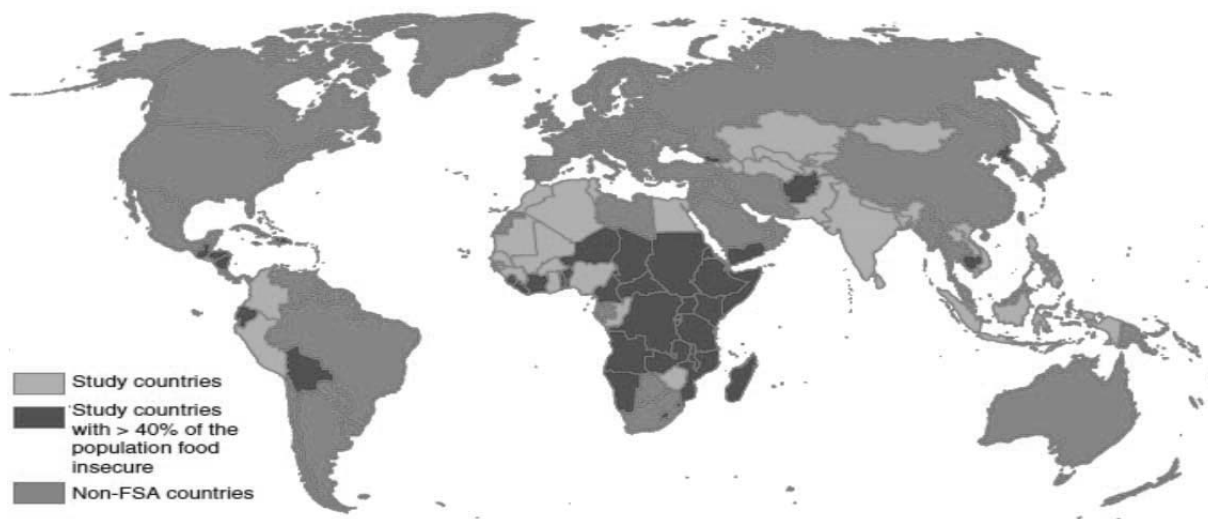 Study countries
Study countries
with > 40% of the
population food
insecure
Non-FSA countries